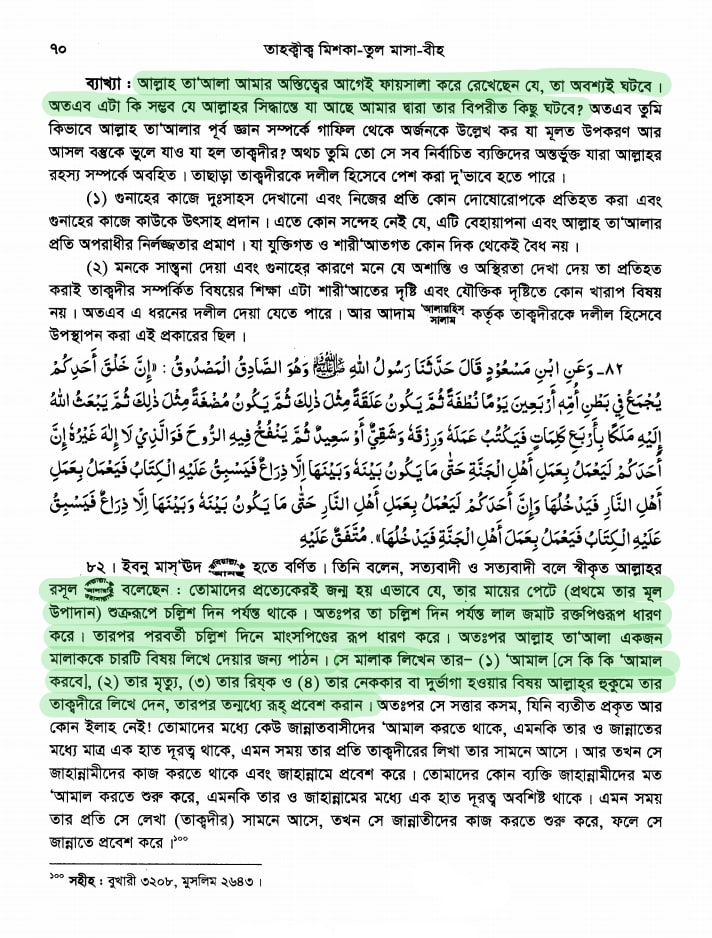 ৭০ তাহক্বীক্ব মিশকা-তুল মাসা-বীহ
ব্যাখ্যা : আল্লাহ তা'আলা আমার অস্তিত্বের আগেই ফায়সালা করে রেখেছেন যে, তা অবশ্যই ঘটবে।
অতএব এটা কি সম্ভব যে আল্লাহর সিদ্ধান্তে যা আছে আমার দ্বারা তার বিপরীত কিছু ঘটবে? অতএব তুমি
কিভাবে আল্লাহ তা'আলার পূর্ব জ্ঞান সম্পর্কে গাফিল থেকে অর্জনকে উল্লেখ কর যা মূলত উপকরণ আর
আসল বস্তুকে ভুলে যাও যা হল তাক্বদীর? অথচ তুমি তো সে সব নির্বাচিত ব্যক্তিদের অন্তর্ভুক্ত যারা আল্লাহর
রহস্য সম্পর্কে অবহিত। তাছাড়া তাক্বদীরকে দলীল হিসেবে পেশ করা দু'ভাবে হতে পারে।
(১) গুনাহের কাজে দুঃসাহস দেখানো এবং নিজের প্রতি কোন দোষোরোপকে প্রতিহত করা এবং
গুনাহের কাজে কাউকে উৎসাহ প্রদান। এতে কোন সন্দেহ নেই যে, এটি বেহায়াপনা এবং আল্লাহ তা'আলার
প্রতি অপরাধীর নির্লজ্জতার প্রমাণ। যা যুক্তিগত ও শারী'আতগত কোন দিক থেকেই বৈধ নয়।
(২) মনকে সান্ত্বনা দেয়া এবং গুনাহের কারণে মনে যে অশান্তি ও অস্থিরতা দেখা দেয় তা প্রতিহত
করাই তাক্বদীর সম্পর্কিত বিষয়ের শিক্ষা এটা শারী'আতের দৃষ্টি এবং যৌক্তিক দৃষ্টিতে কোন খারাপ বিষয়
নয়। অতএব এ ধরনের দলীল দেয়া যেতে পারে। আর আদাম 'আলায়হিস সালাম কর্তৃক তাক্বদীরকে দলীল হিসেবে
উপস্থাপন করা এই প্রকারের ছিল।
٨٢- وَعَنِ ابْنِ مَسْعُودٍ قَالَ حَدَّثَنَا رَسُولُ اللهِ ﷺ وَهُوَ الصَّادِقُ الْمَصْدُوقُ : «إِنَّ خَلْقَ أَحَدِكُمْ
يُجْمَعُ فِي بَطْنِ أُمِّهِ أَرْبَعِينَ يَوْمًا نُطْفَةً ثُمَّ يَكُونُ عَلَقَةً مِثْلَ ذٰلِكَ ثُمَّ يَكُونُ مُضْغَةً مِثْلَ ذٰلِكَ ثُمَّ يَبْعَثُ اللهُ
إِلَيْهِ مَلَكًا بِأَرْبَعِ كَلِمَاتٍ فَيَكْتُبُ عَمَلَهٗ وَرِزْقَهٗ وَشَقِيٌّ أَوْ سَعِيدٌ ثُمَّ يَنْفُخُ فِيهِ الرُّوحَ فَوَالَّذِيْ لَا إِلٰهَ غَيْرُهٗ إِنَّ
أَحَدَكُمْ لَيَعْمَلُ بِعَمَلِ أَهْلِ الْجَنَّةِ حَتّٰى مَا يَكُونُ بَيْنَهٗ وَبَيْنَهَا إِلَّا ذِرَاعٌ فَيَسْبِقُ عَلَيْهِ الْكِتَابُ فَيَعْمَلُ بِعَمَلِ
أَهْلِ النَّارِ فَيَدْخُلُهَا وَإِنَّ أَحَدَكُمْ لَيَعْمَلُ بِعَمَلِ أَهْلِ النَّارِ حَتّٰى مَا يَكُونُ بَيْنَهٗ وَبَيْنَهَا إِلَّا ذِرَاعٌ فَيَسْبِقُ
عَلَيْهِ الْكِتَابُ فَيَعْمَلُ بِعَمَلِ أَهْلِ الْجَنَّةِ فَيَدْخُلُهَا». مُتَّفَقٌ عَلَيْهِ
৮২। ইবনু মাস্'ঊদ হতে বর্ণিত। তিনি বলেন, সত্যবাদী ও সত্যবাদী বলে স্বীকৃত আল্লাহর
রসূল বলেছেন : তোমাদের প্রত্যেকেরই জন্ম হয় এভাবে যে, তার মায়ের পেটে (প্রথমে তার মূল
উপাদান) শুক্ররূপে চল্লিশ দিন পর্যন্ত থাকে। অতঃপর তা চল্লিশ দিন পর্যন্ত লাল জমাট রক্তপিণ্ডরূপ ধারণ
করে। তারপর পরবর্তী চল্লিশ দিনে মাংসপিণ্ডের রূপ ধারণ করে। অতঃপর আল্লাহ তা'আলা একজন
মালাককে চারটি বিষয় লিখে দেয়ার জন্য পাঠন। সে মালাক লিখেন তার- (১) 'আমাল [সে কি কি 'আমাল
করবে], (২) তার মৃত্যু, (৩) তার রিয্ক্ব ও (৪) তার নেককার বা দুর্ভাগা হওয়ার বিষয় আল্লাহ্‌র হুকুমে তার
তাক্বদীরে লিখে দেন, তারপর তন্মধ্যে রূহ্ প্রবেশ করান। অতঃপর সে সত্তার কসম, যিনি ব্যতীত প্রকৃত আর
কোন ইলাহ নেই! তোমাদের মধ্যে কেউ জান্নাতবাসীদের 'আমাল করতে থাকে, এমনকি তার ও জান্নাতের
মধ্যে মাত্র এক হাত দূরত্ব থাকে, এমন সময় তার প্রতি তাক্বদীরের লিখা তার সামনে আসে। আর তখন সে
জাহান্নামীদের কাজ করতে থাকে এবং জাহান্নামে প্রবেশ করে। তোমাদের কোন ব্যক্তি জাহান্নামীদের মত
'আমাল করতে শুরু করে, এমনকি তার ও জাহান্নামের মধ্যে এক হাত দূরত্ব অবশিষ্ট থাকে। এমন সময়
তার প্রতি সে লেখা (তাক্বদীর) সামনে আসে, তখন সে জান্নাতীদের কাজ করতে শুরু করে, ফলে সে
জান্নাতে প্রবেশ করে।১০০
১০০ সহীহ : বুখারী ৩২০৮, মুসলিম ২৬৪৩।